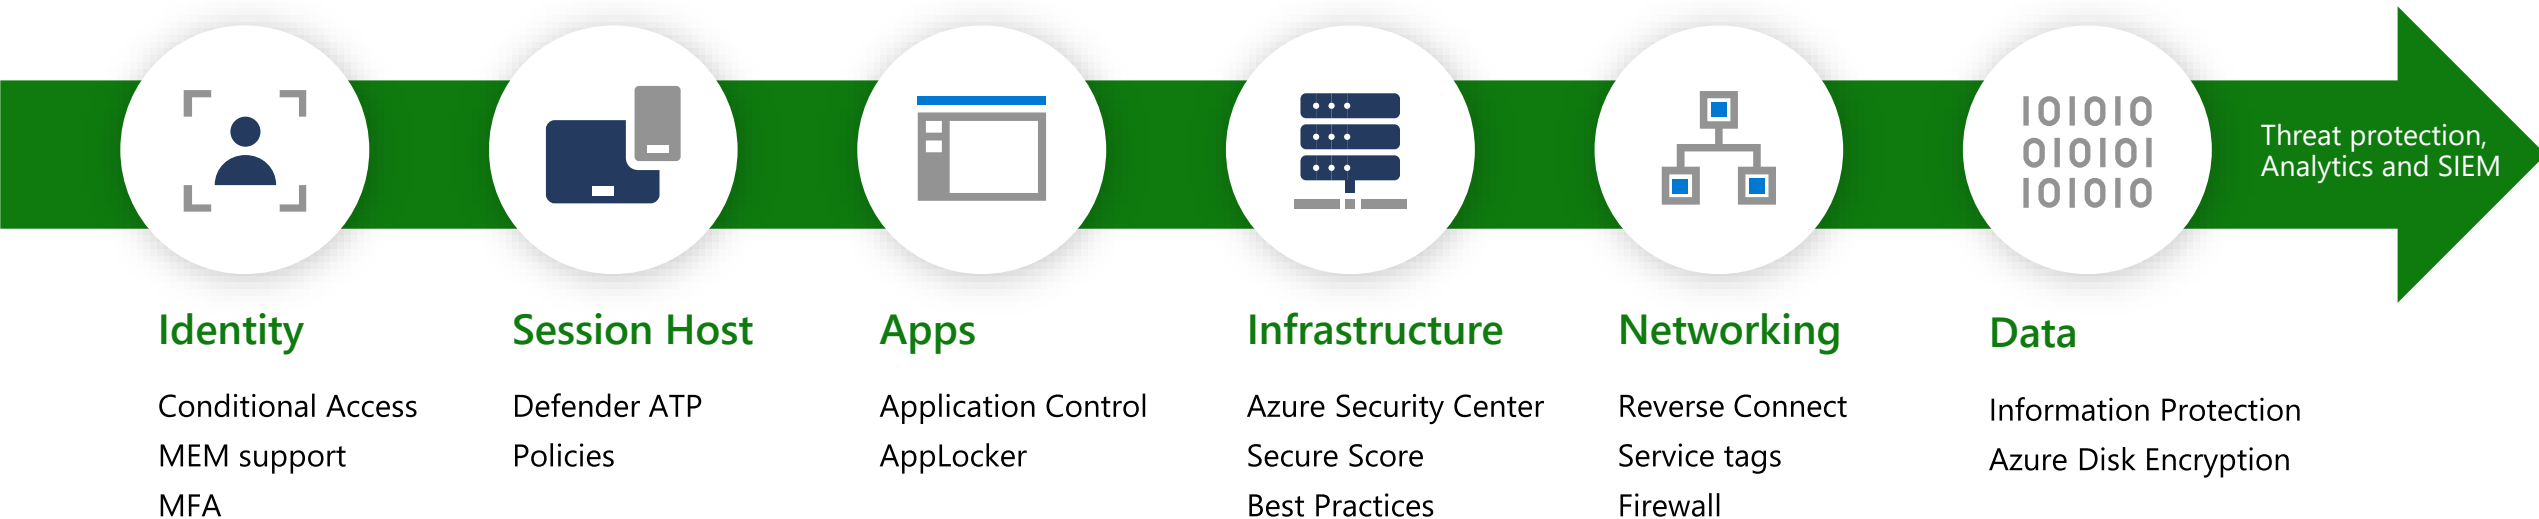 Threat protection,
Analytics and SIEM
Identity
Conditional Access
MEM support
MFA
Session Host
Defender ATP
Policies
Apps
Application Control
AppLocker
Infrastructure
Azure Security Center
Secure Score
Best Practices
Networking
Reverse Connect
Service tags
Firewall
Data
Information Protection
Azure Disk Encryption